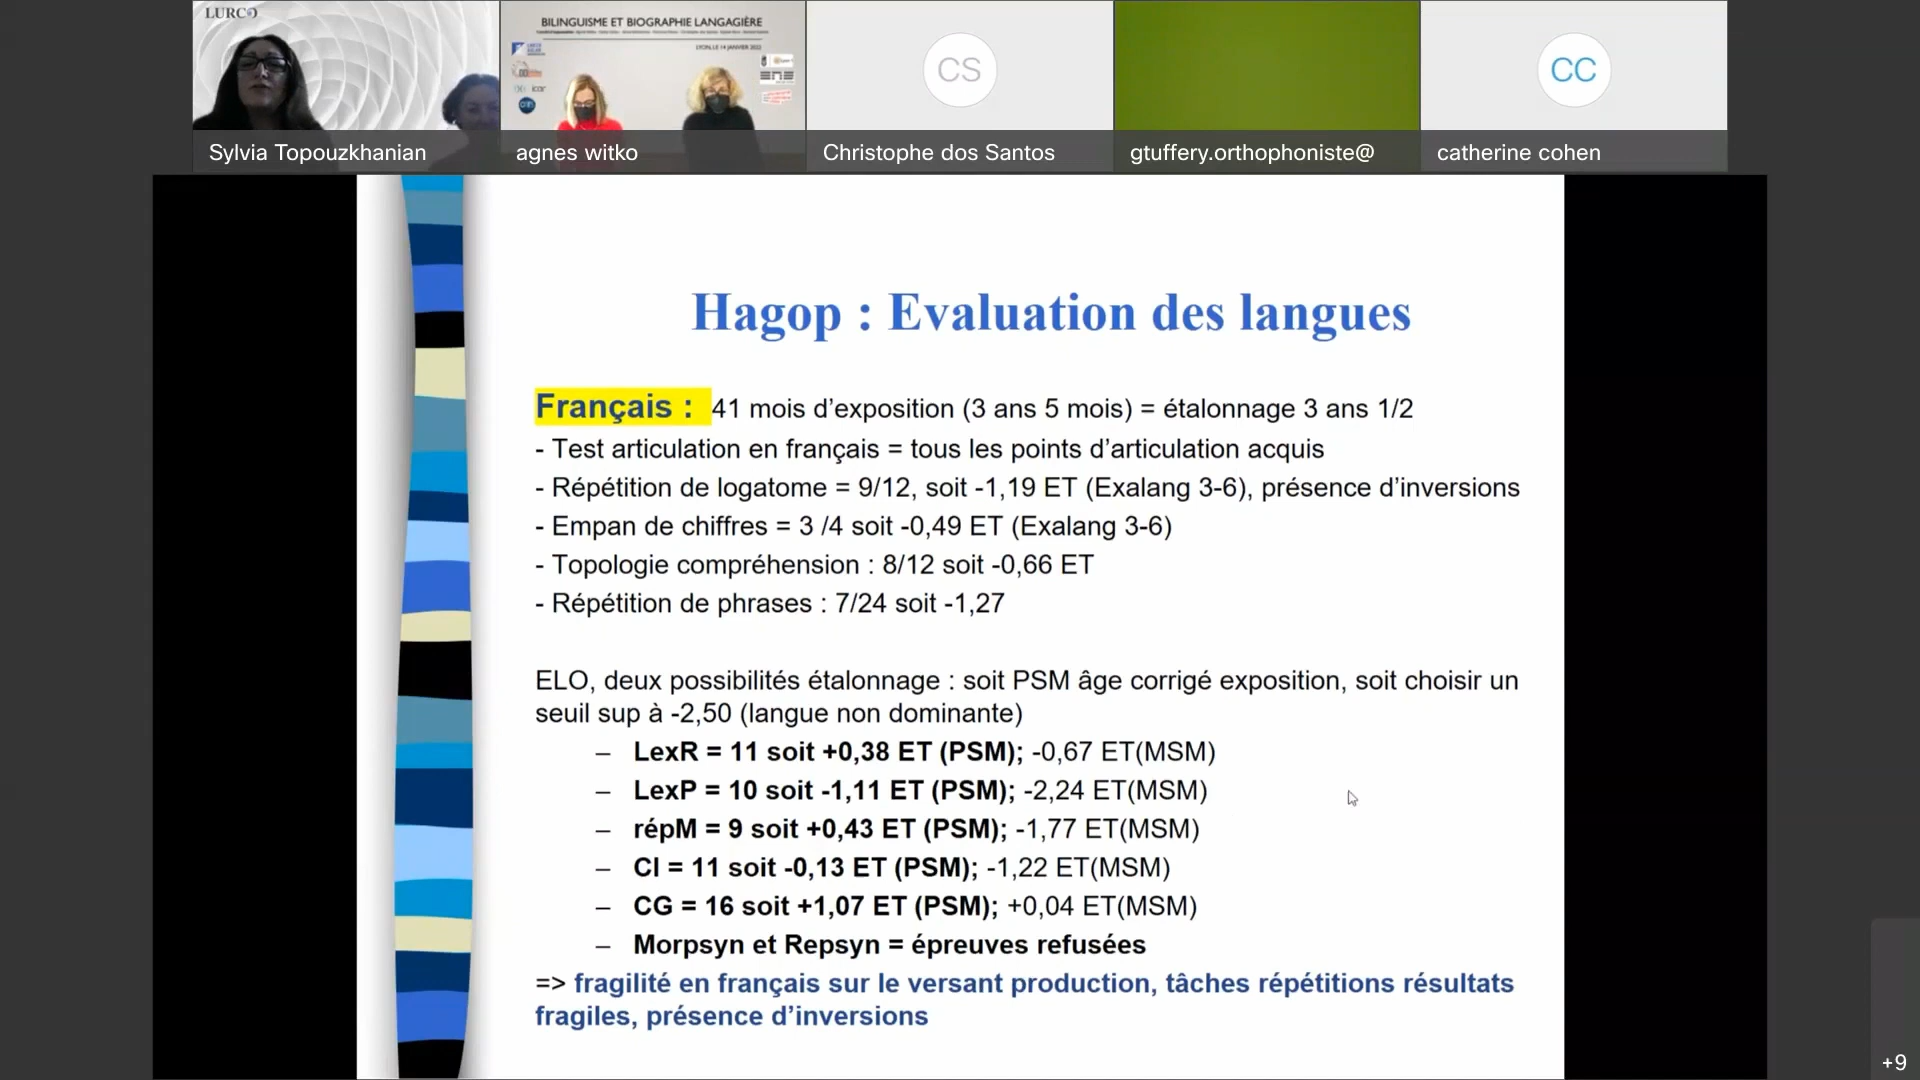 LURCO
BILINGUISME ET BIOGRAPHIE LANGAGIÈRE
LYON, LE 14 JANVIER 2022
icar
CS
CC
Sylvia Topouzkhanian
agnes witko
Christophe dos Santos
gtuffery.orthophoniste@
catherine cohen
Hagop : Evaluation des langues
Français : 41 mois d’exposition (3 ans 5 mois) = étalonnage 3 ans 1/2
- Test articulation en français = tous les points d’articulation acquis
- Répétition de logatome = 9/12, soit -1,19 ET (Exalang 3-6), présence d’inversions
- Empan de chiffres = 3 /4 soit -0,49 ET (Exalang 3-6)
- Topologie compréhension : 8/12 soit -0,66 ET
- Répétition de phrases : 7/24 soit -1,27
ELO, deux possibilités étalonnage : soit PSM âge corrigé exposition, soit choisir un
seuil sup à -2,50 (langue non dominante)
– LexR = 11 soit +0,38 ET (PSM); -0,67 ET(MSM)
– LexP = 10 soit -1,11 ET (PSM); -2,24 ET(MSM)
– répM = 9 soit +0,43 ET (PSM); -1,77 ET(MSM)
– CI = 11 soit -0,13 ET (PSM); -1,22 ET(MSM)
– CG = 16 soit +1,07 ET (PSM); +0,04 ET(MSM)
– Morpsyn et Repsyn = épreuves refusées
=> fragilité en français sur le versant production, tâches répétitions résultats
fragiles, présence d’inversions
+9